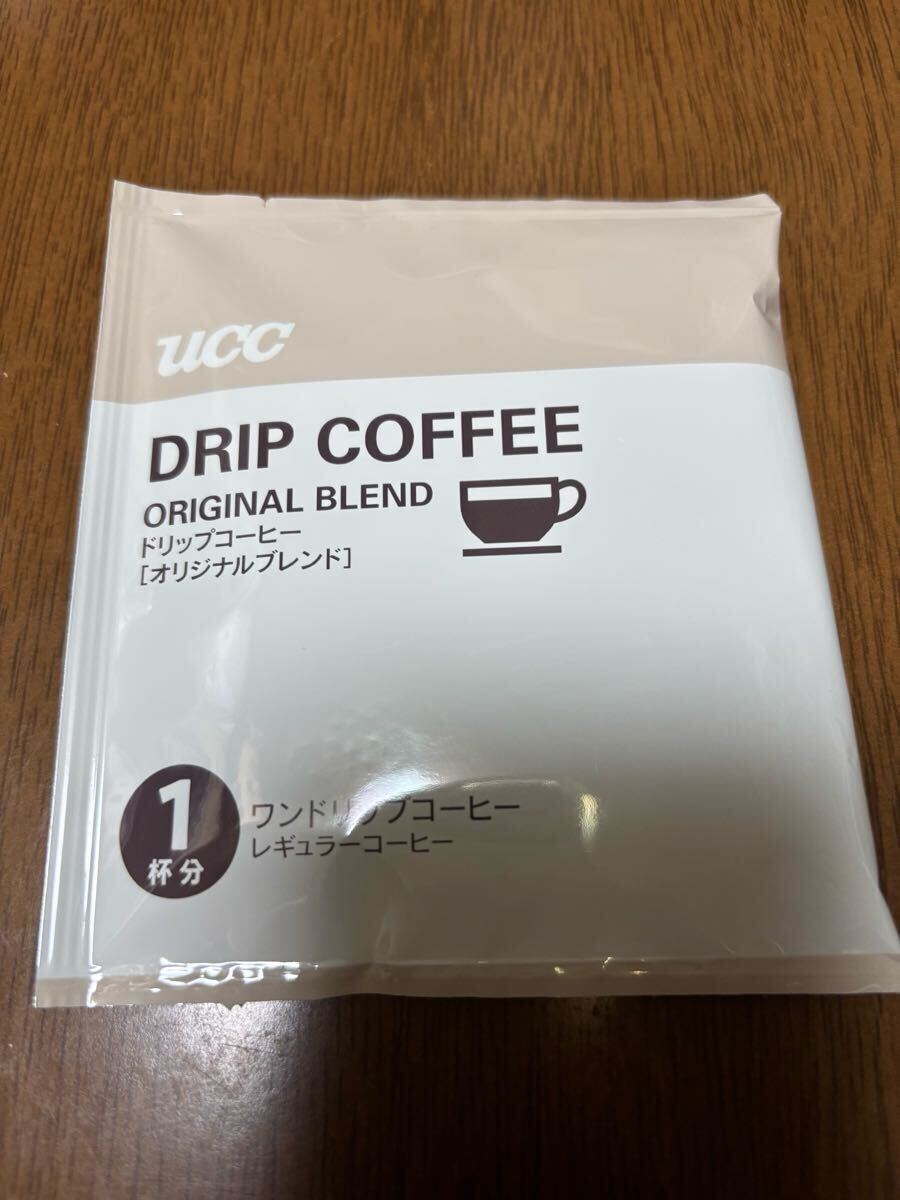 UCC
DRIP COFFEE
ORIGINAL BLEND
ドリップコーヒー
[オリジナルブレンド]
1
杯分
ワンドリップコーヒー
レギュラーコーヒー